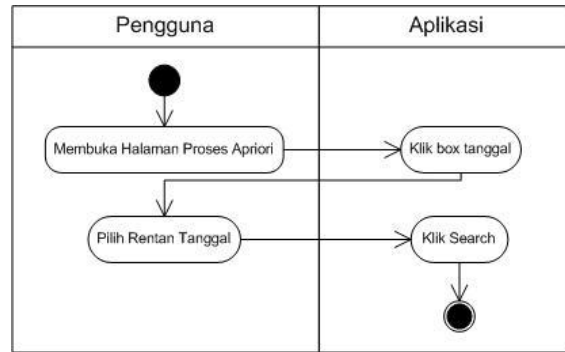 Pengguna
Aplikasi
Membuka Halaman Proses Apriori
Klik box tanggal
Pilih Rentan Tanggal
Klik Search